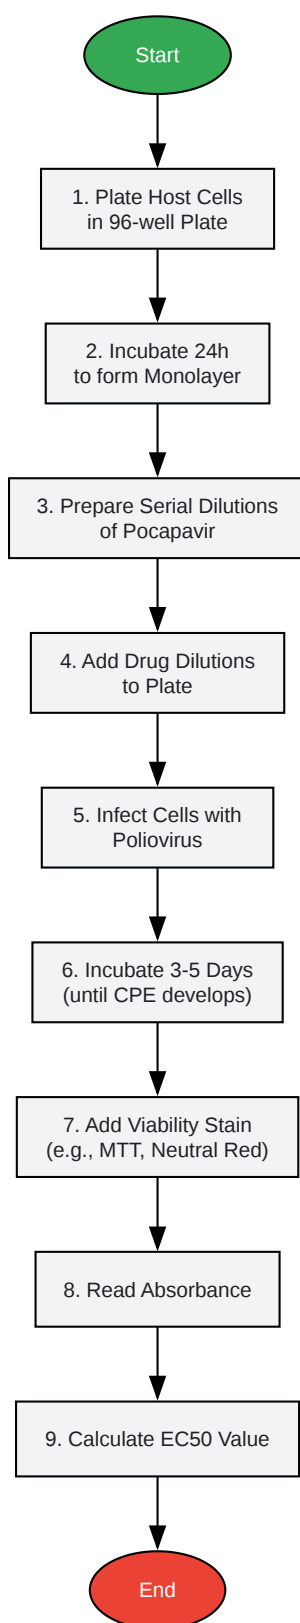 Start
1. Plate Host Cells
in 96-well Plate
2. Incubate 24h
to form Monolayer
3. Prepare Serial Dilutions
of Pocapavir
4. Add Drug Dilutions
to Plate
5. Infect Cells with
Poliovirus
6. Incubate 3-5 Days
(until CPE develops)
7. Add Viability Stain
(e.g., MTT, Neutral Red)
8. Read Absorbance
9. Calculate EC50 Value
End